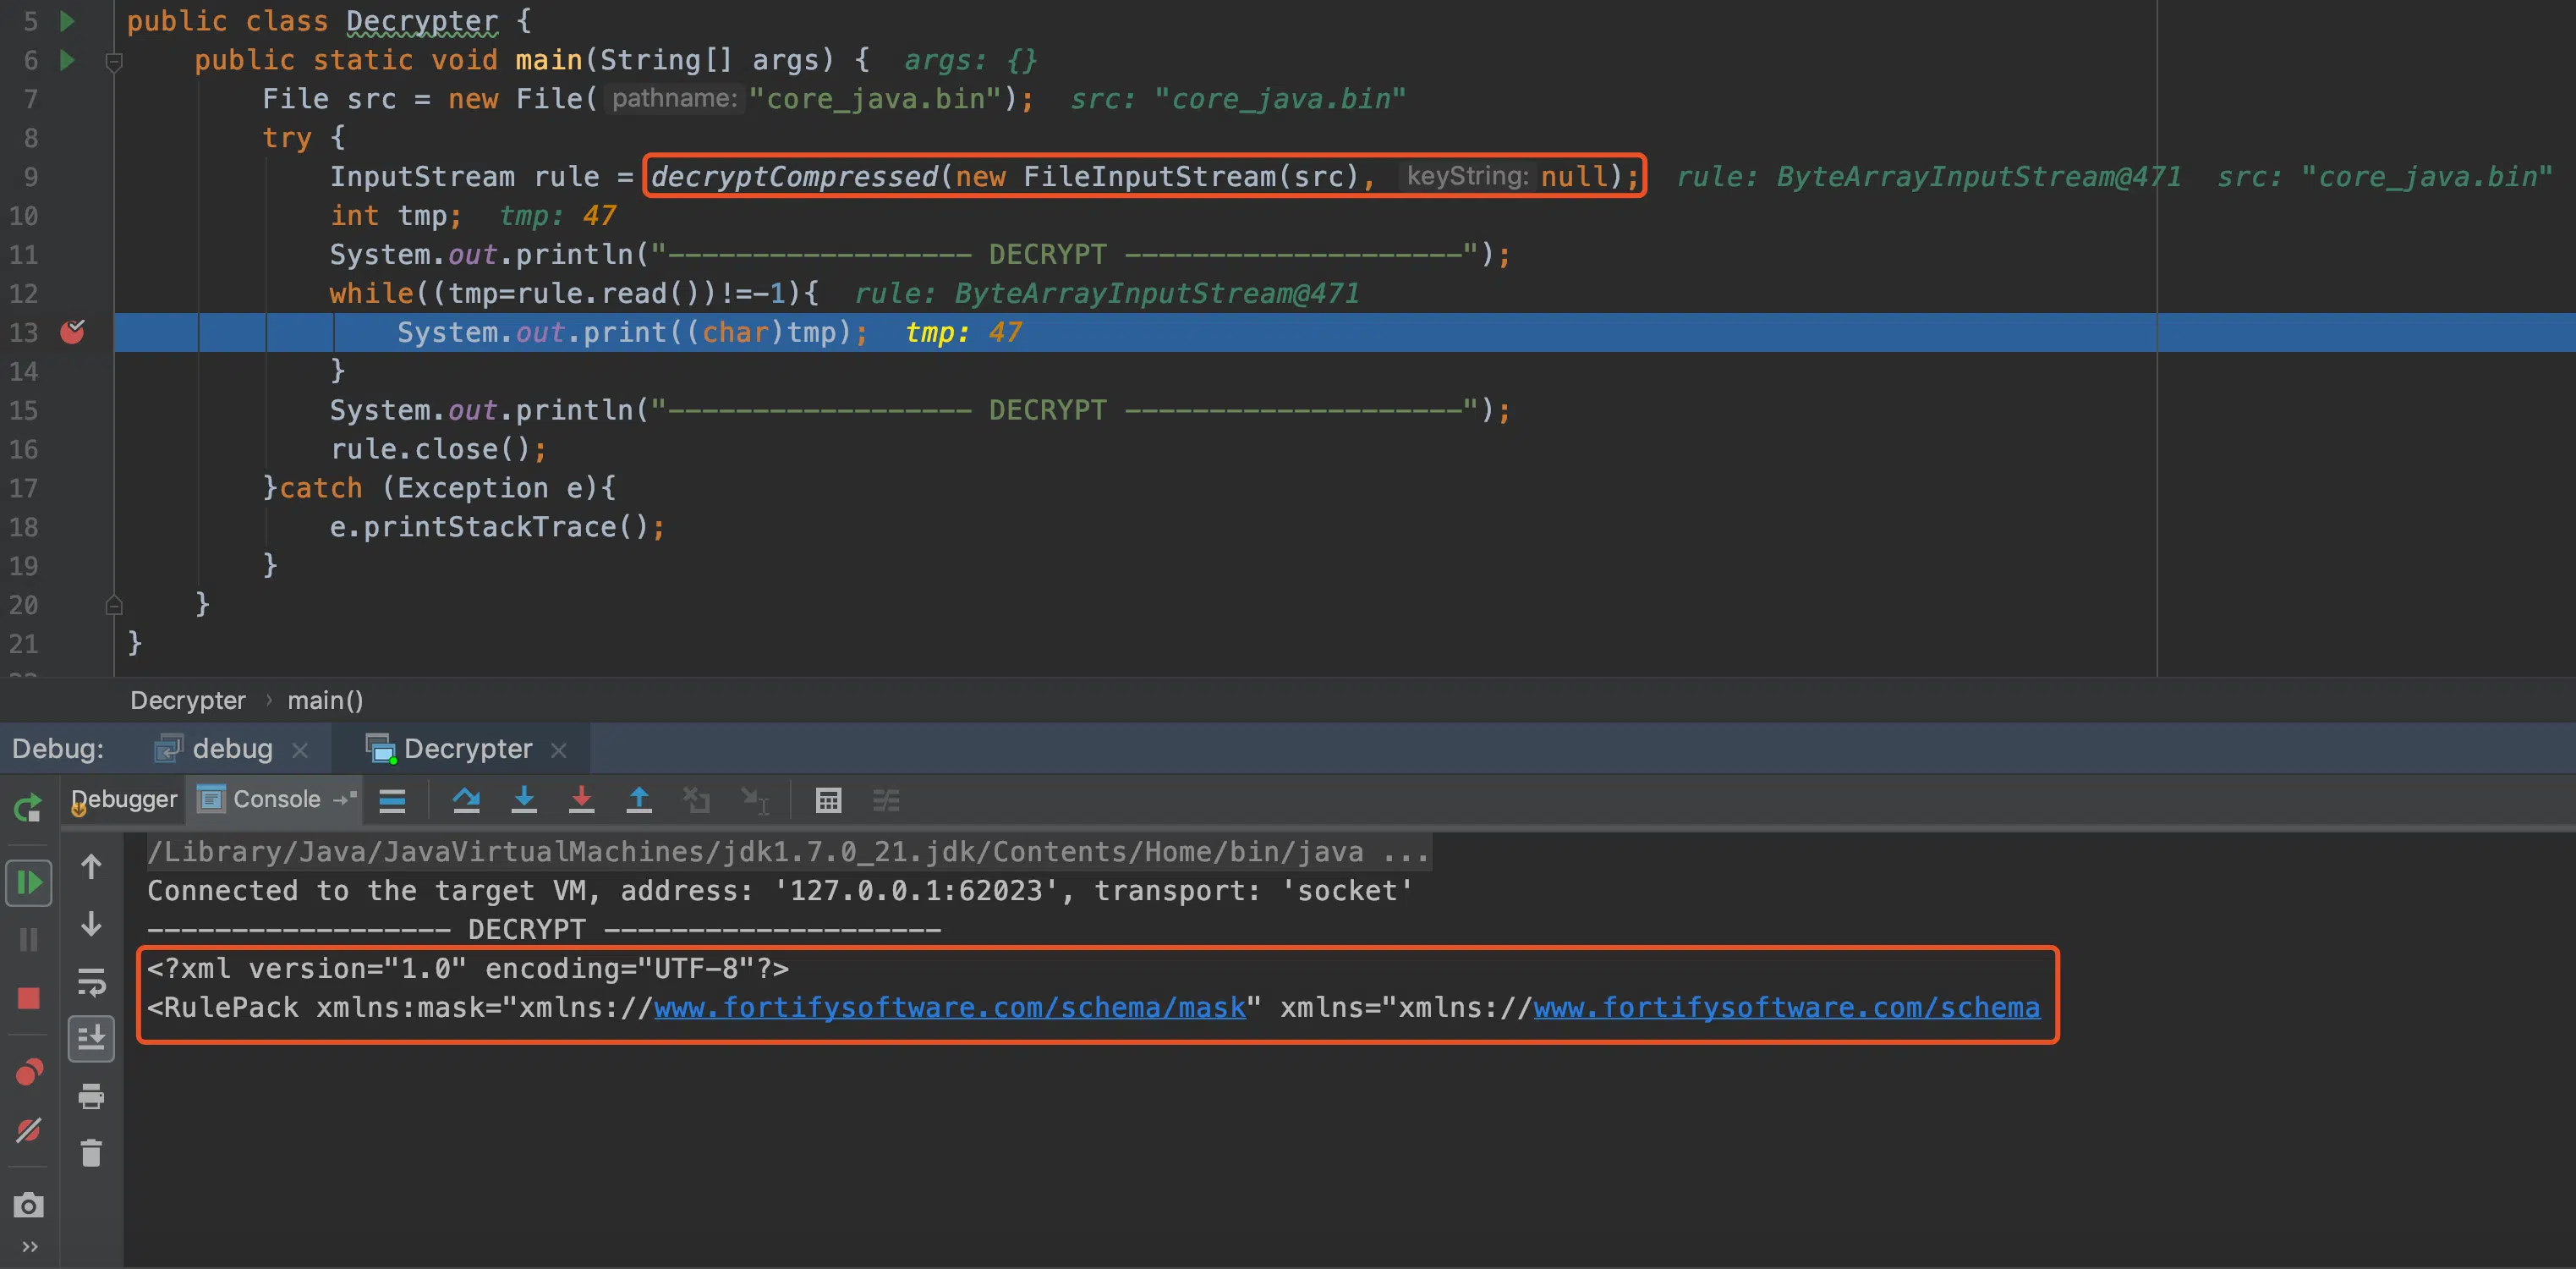 5 public class Decrypter {
6 public static void main(String[] args) { args: {}
7 File src = new File( pathname: "core_java.bin"); src: "core_java.bin"
8 try {
9 InputStream rule = decryptCompressed(new FileInputStream(src), keyString: null); rule: ByteArrayInputStream@471 src: "core_java.bin"
10 int tmp; tmp: 47
11 System.out.println("------------------ DECRYPT --------------------");
12 while((tmp=rule.read())!=-1){ rule: ByteArrayInputStream@471
13 System.out.print((char)tmp); tmp: 47
14 }
15 System.out.println("------------------ DECRYPT --------------------");
16 rule.close();
17 }catch (Exception e){
18 e.printStackTrace();
19 }
20 }
21 }
Decrypter › main()
Debug: debug × Decrypter ×
Debugger Console
/Library/Java/JavaVirtualMachines/jdk1.7.0_21.jdk/Contents/Home/bin/java ...
Connected to the target VM, address: '127.0.0.1:62023', transport: 'socket'
------------------ DECRYPT --------------------
<?xml version="1.0" encoding="UTF-8"?>
<RulePack xmlns:mask="xmlns://www.fortifysoftware.com/schema/mask" xmlns="xmlns://www.fortifysoftware.com/schema